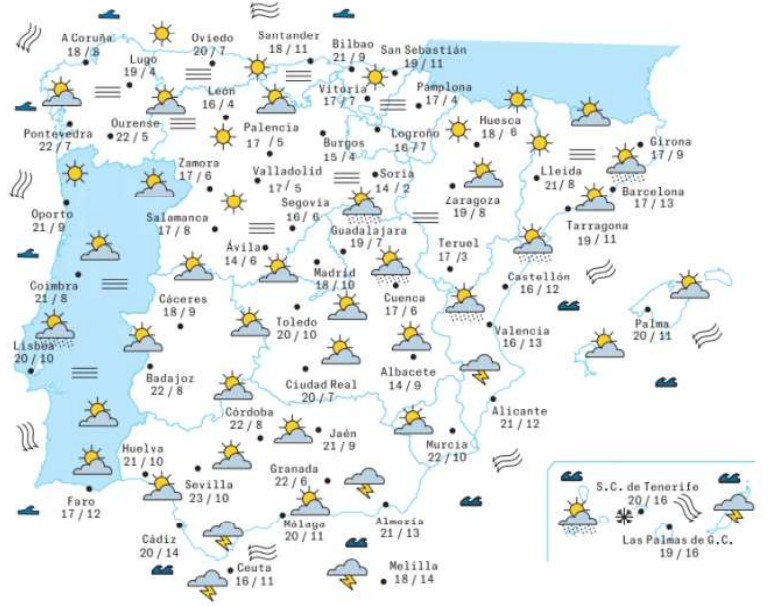 A Coruña
18 / 8
Lugo
19 / 4
Oviedo
20 / 7
Santander
18 / 11
Bilbao
21 / 9
San Sebastián
19 / 11
Vitoria
17 / 7
Pamplona
17 / 4
León
16 / 4
Pontevedra
22 / 7
Ourense
22 / 5
Palencia
17 / 5
Burgos
15 / 4
Logroño
16 / 7
Huesca
18 / 6
Girona
17 / 9
Zamora
17 / 6
Valladolid
17 / 5
Soria
14 / 2
Zaragoza
19 / 8
Lleida
21 / 8
Barcelona
17 / 13
Oporto
21 / 9
Salamanca
17 / 8
Segovia
16 / 6
Tarragona
19 / 11
Ávila
14 / 6
Guadalajara
19 / 7
Teruel
17 /3
Coimbra
21 / 8
Cáceres
18 / 9
Madrid
18 / 10
Cuenca
17 / 6
Castellón
16 / 12
Toledo
20 / 10
Valencia
16 / 13
Palma
20 / 11
Lisboa
20 / 10
Badajoz
22 / 8
Ciudad Real
20 / 7
Albacete
14 / 9
Córdoba
22 / 8
Jaén
21 / 9
Murcia
22 / 10
Alicante
21 / 12
Huelva
21 / 10
Sevilla
23 / 10
Granada
22 / 6
Faro
17 / 12
Cádiz
20 / 14
Málaga
20 / 11
Almería
21 / 13
Ceuta
16 / 11
Melilla
18 / 14
S.C. de Tenerife
20 / 16
Las Palmas de G.C.
19 / 16